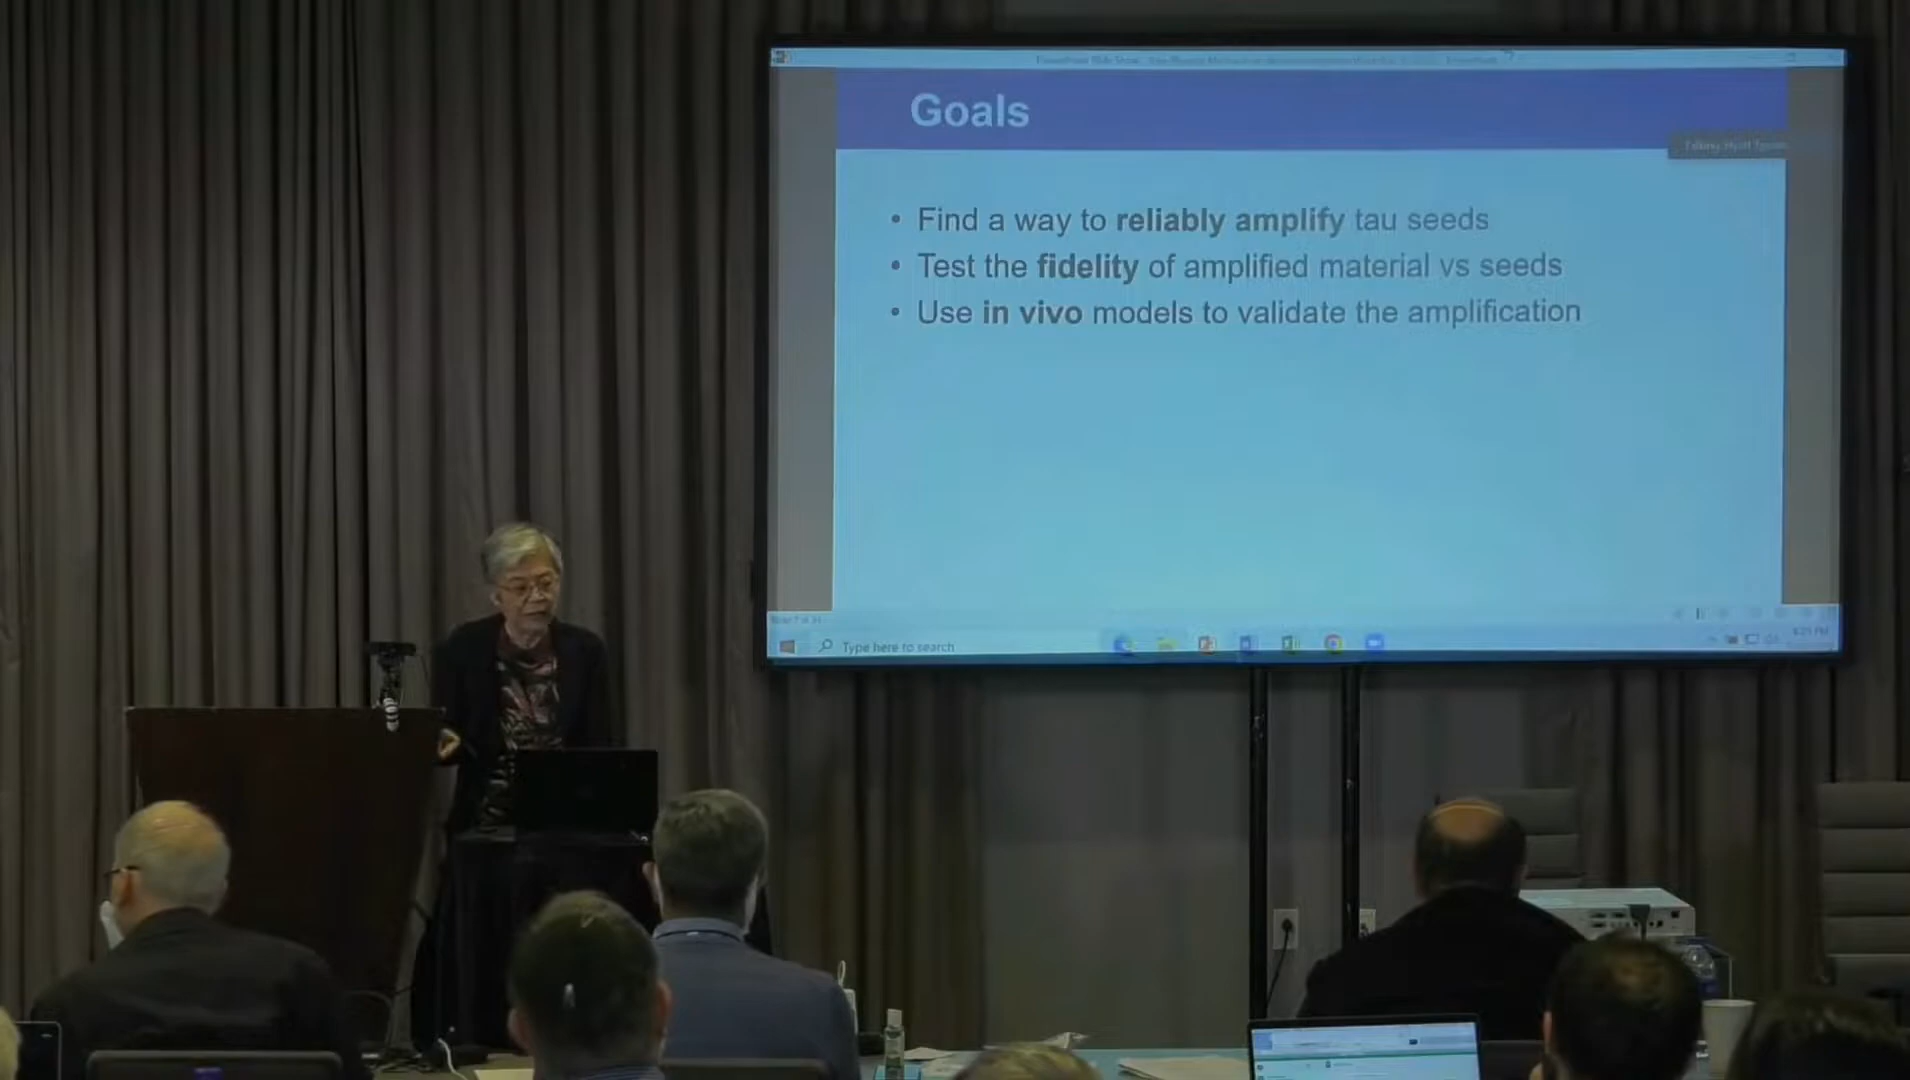 Goals
• Find a way to reliably amplify tau seeds
• Test the fidelity of amplified material vs seeds
• Use in vivo models to validate the amplification
Type here to search